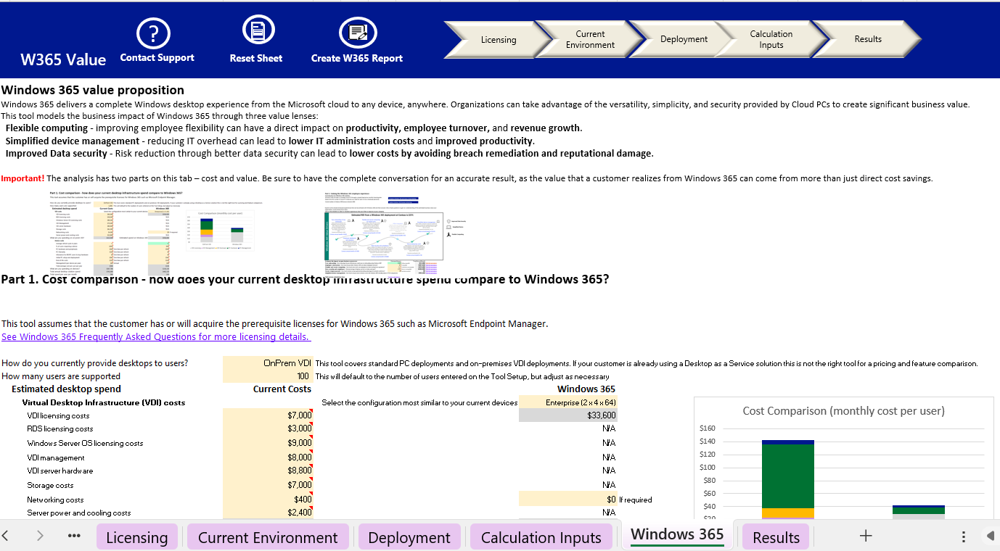 W365 Value
Contact Support
Reset Sheet
Create W365 Report
Licensing
Current
Environment
Deployment
Calculation
Inputs
Results
Windows 365 value proposition
Windows 365 delivers a complete Windows desktop experience from the Microsoft cloud to any device, anywhere. Organizations can take advantage of the versatility, simplicity, and security provided by Cloud PCs to create significant business value.
This tool models the business impact of Windows 365 through three value lenses:
Flexible computing - improving employee flexibility can have a direct impact on productivity, employee turnover, and revenue growth.
Simplified device management - reducing IT overhead can lead to lower IT administration costs and improved productivity.
Improved Data security - Risk reduction through better data security can lead to lower costs by avoiding breach remediation and reputational damage.
Important! The analysis has two parts on this tab – cost and value. Be sure to have the complete conversation for an accurate result, as the value that a customer realizes from Windows 365 can come from more than just direct cost savings.
Part 1. Cost comparison - how does your current desktop infrastructure spend compare to Windows 365?
This tool assumes that the customer has or will acquire the prerequisite licenses for Windows 365 such as Microsoft Endpoint Manager.
See Windows 365 Frequently Asked Questions for more licensing details.
How do you currently provide desktops to users? OnPrem VDI This tool covers standard PC deployments and on-premises VDI deployments. If your customer is already using a Desktop as a Service solution this is not the right tool for a pricing and feature comparison.
How many users are supported 100 This will default to the number of users entered on the Tool Setup, but adjust as necessary
Estimated desktop spend Current Costs Windows 365
Virtual Desktop Infrastructure (VDI) costs Select the configuration most similar to your current devices Enterprise (2 x 4 x 64)
VDI licensing costs $7,000 $33,600
RDS licensing costs $3,000 N/A
Windows Server OS licensing costs $9,000 N/A
VDI management $8,000 N/A
VDI server hardware $8,800 N/A
Storage costs $7,000 N/A
Networking costs $400 $0 If required
Server power and cooling costs $2,400 N/A
Cost Comparison (monthly cost per user)
$160
$140
$120
$100
$80
$60
$40
$20
Licensing
Current Environment
Deployment
Calculation Inputs
Windows 365
Results